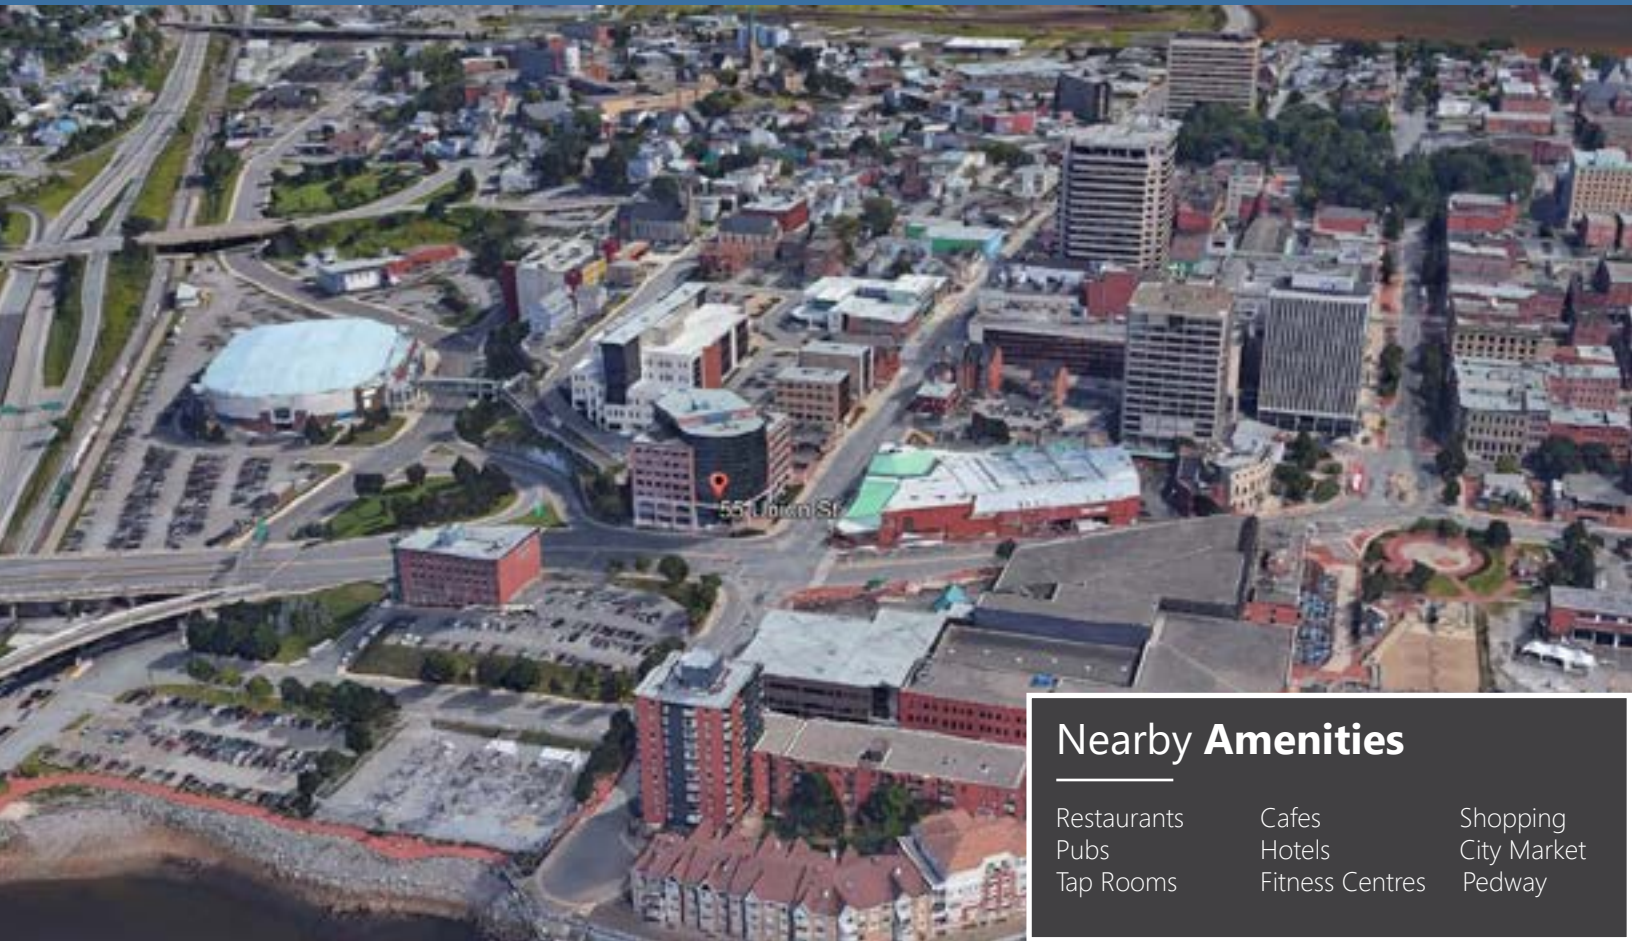 55 Union St
Nearby Amenities
Restaurants Cafes Shopping
Pubs Hotels City Market
Tap Rooms Fitness Centres Pedway